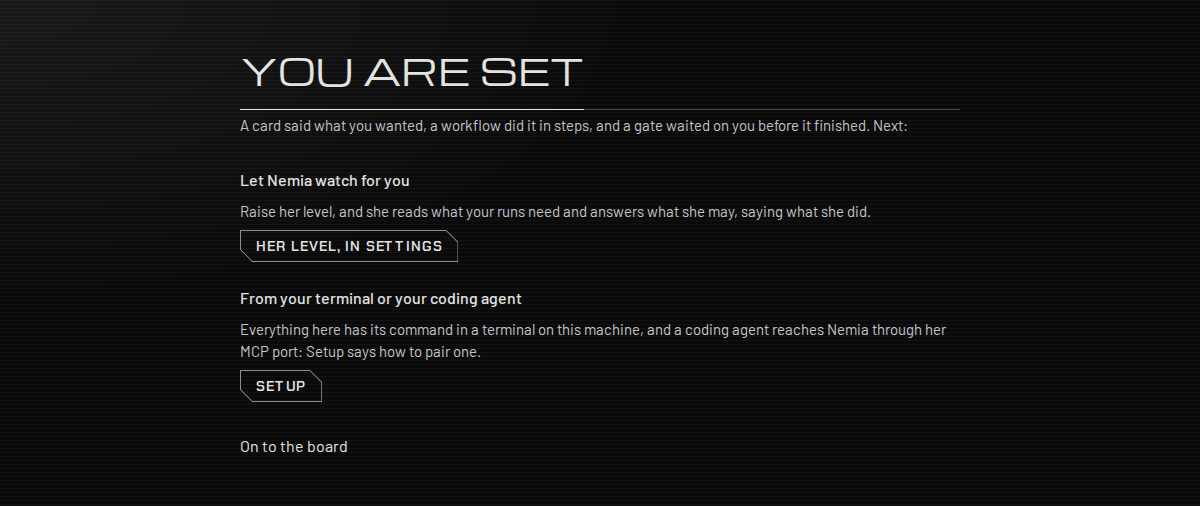 YOU ARE SET
A card said what you wanted, a workflow did it in steps, and a gate waited on you before it finished. Next:
Let Nemia watch for you
Raise her level, and she reads what your runs need and answers what she may, saying what she did.
HER LEVEL, IN SETTINGS
From your terminal or your coding agent
Everything here has its command in a terminal on this machine, and a coding agent reaches Nemia through her
MCP port: Setup says how to pair one.
SETUP
On to the board